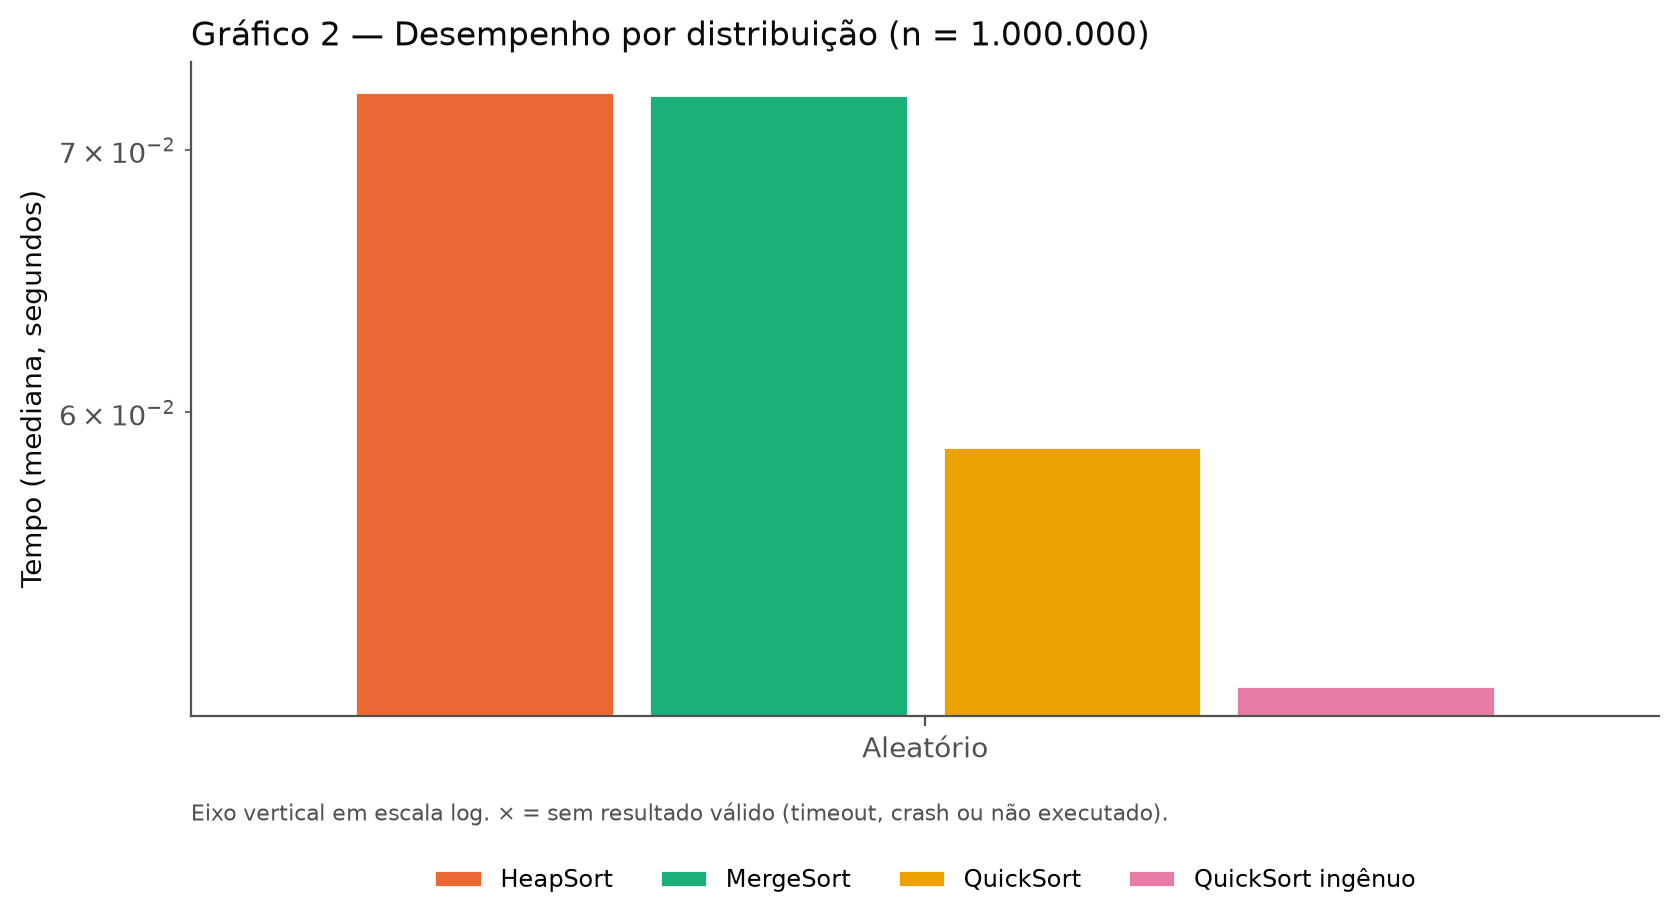 Gráfico 2 — Desempenho por distribuição (n = 1.000.000)
Tempo (mediana, segundos)
7 × 10⁻²
6 × 10⁻²
Aleatório
Eixo vertical em escala log. × = sem resultado válido (timeout, crash ou não executado).
HeapSort MergeSort QuickSort QuickSort ingênuo